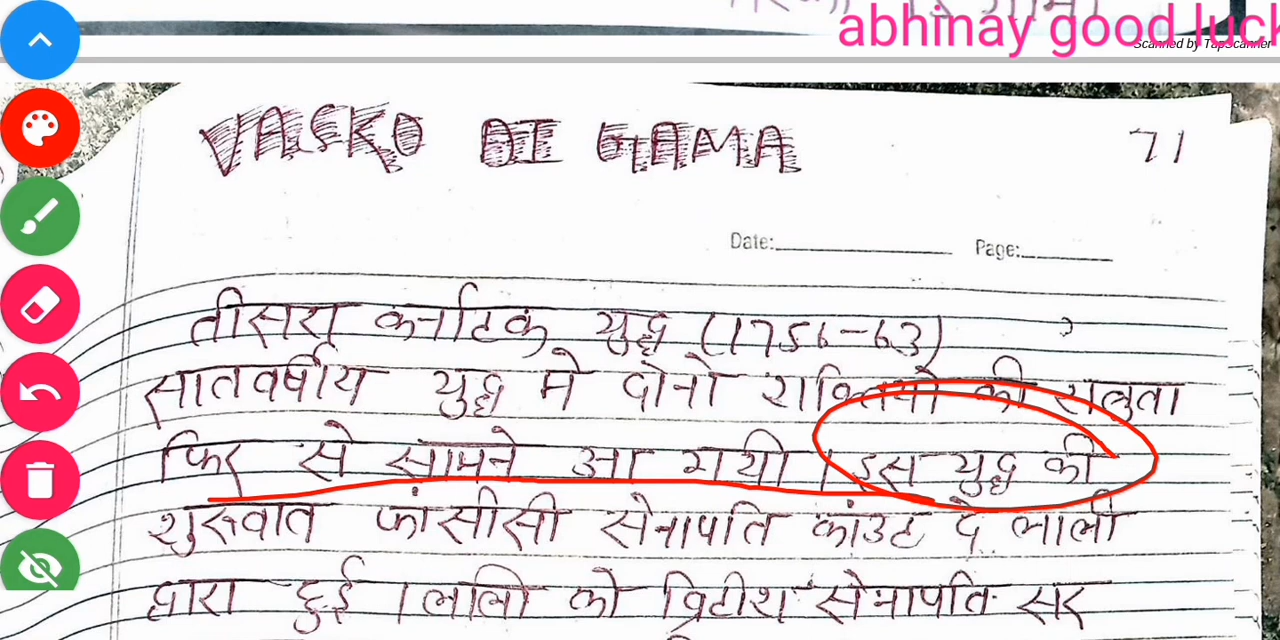 abhinay good luck
Scanned by TapScanner
VASKO DI GAMA
71
Date: Page:
तीसरा कर्नाटक युद्ध (1756-63)
सातवर्षीय युद्ध मे दोनो शक्तियो की
फिर से सामने आ गयी। इस युद्ध की
शुरूवात फ्रांसीसी सेनापति कांउट दे लाली
द्वारा हुई। लाली को ब्रिटीश सेनापति सर